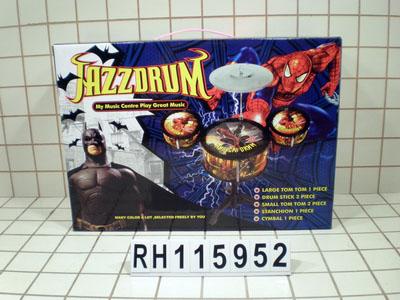 JAZZDRUM
My Music Centre Play Great Music
LARGE TOM TOM 1 PIECE
DRUM STICK 2 PIECE
SMALL TOM TOM 2 PIECE
STANCHION 1 PIECE
CYMBAL 1 PIECE
MANY COLOR A LOT ,SELECTED FREELY BY YOU
RH115952